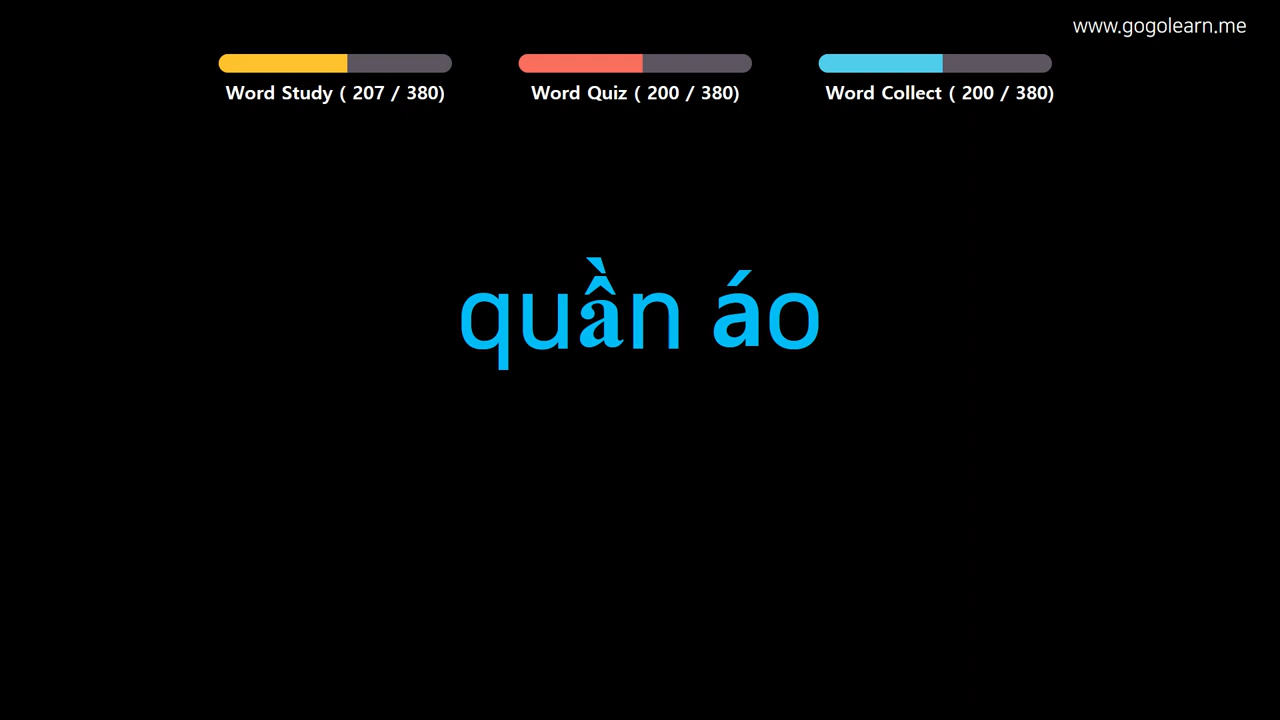 www.gogolearn.me
Word Study ( 207 / 380)
Word Quiz ( 200 / 380)
Word Collect ( 200 / 380)
quần áo